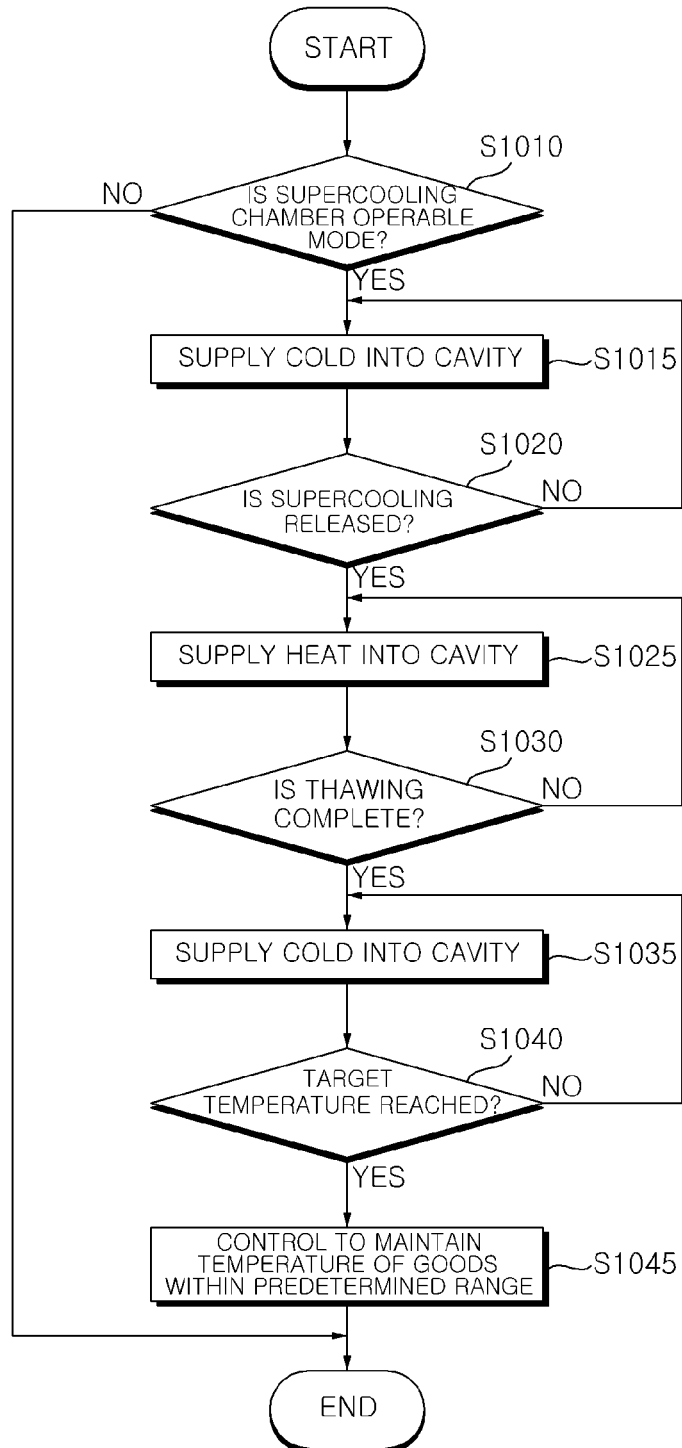 START
S1010
NO
IS SUPERCOOLING
CHAMBER OPERABLE
MODE?
YES
SUPPLY COLD INTO CAVITY
S1015
S1020
IS SUPERCOOLING
RELEASED?
NO
YES
SUPPLY HEAT INTO CAVITY
S1025
S1030
IS THAWING
COMPLETE?
NO
YES
SUPPLY COLD INTO CAVITY
S1035
S1040
TARGET
TEMPERATURE REACHED?
NO
YES
CONTROL TO MAINTAIN
TEMPERATURE OF GOODS
WITHIN PREDETERMINED RANGE
S1045
END